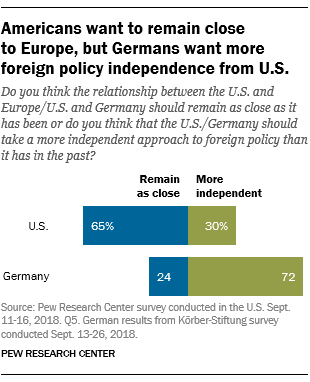 Americans want to remain close
to Europe, but Germans want more
foreign policy independence from U.S.
Do you think the relationship between the U.S. and
Europe/U.S. and Germany should remain as close as it
has been or do you think that the U.S./Germany should
take a more independent approach to foreign policy than
it has in the past?
Remain as close
More independent
U.S. 65% 30%
Germany 24 72
Source: Pew Research Center survey conducted in the U.S. Sept.
11-16, 2018. Q5. German results from Körber-Stiftung survey
conducted Sept. 13-26, 2018.
PEW RESEARCH CENTER